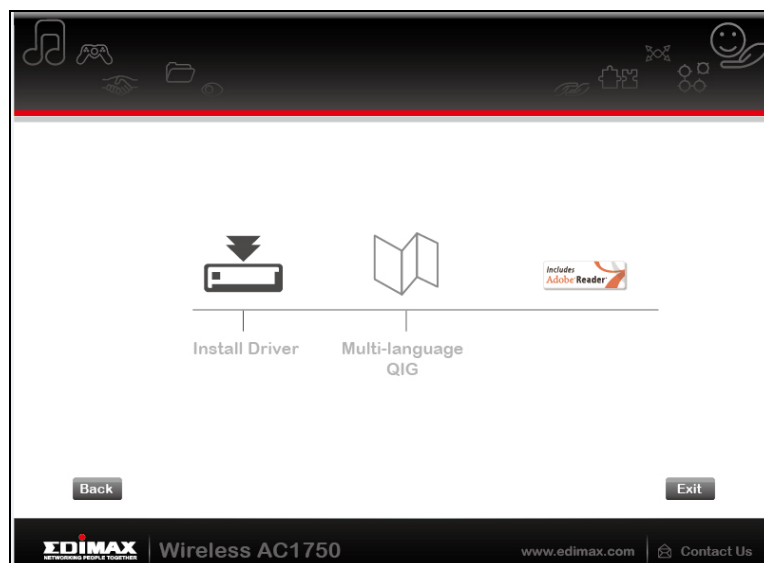 Includes
Adobe Reader
Install Driver
Multi-language
QIG
Back
Exit
EDIMAX
NETWORKING PEOPLE TOGETHER
Wireless AC1750
www.edimax.com
Contact Us